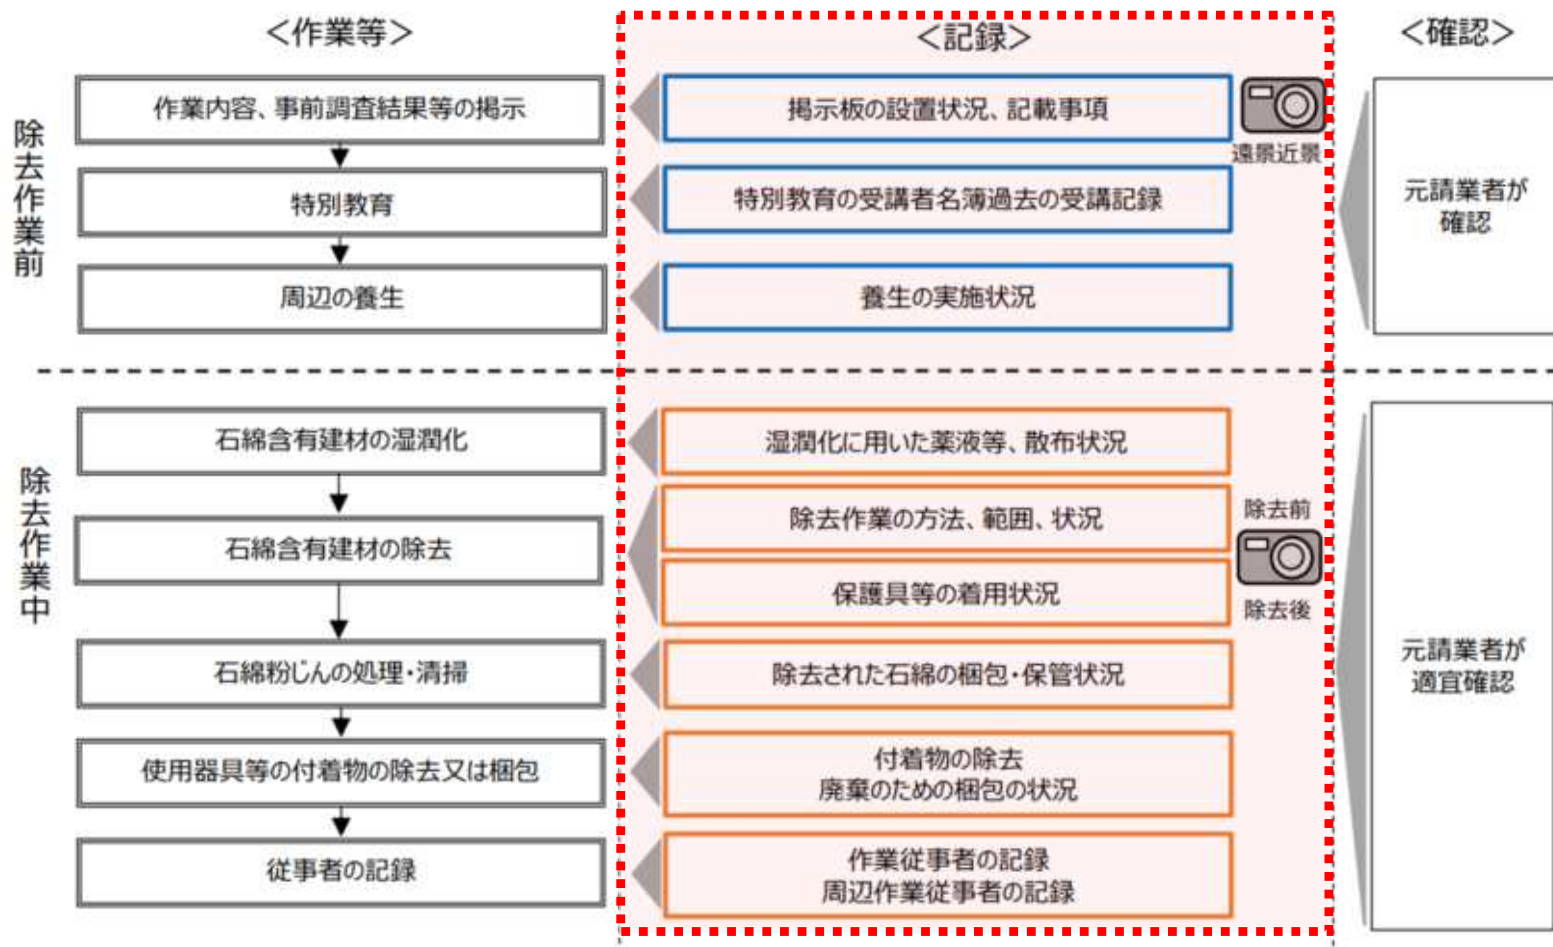 <作業等>
<記録>
<確認>
除去作業前
作業内容、事前調査結果等の掲示
掲示板の設置状況、記載事項
遠景近景
特別教育
特別教育の受講者名簿過去の受講記録
元請業者が
確認
周辺の養生
養生の実施状況
除去作業中
石綿含有建材の湿潤化
湿潤化に用いた薬液等、散布状況
石綿含有建材の除去
除去作業の方法、範囲、状況
除去前
保護具等の着用状況
除去後
石綿粉じんの処理・清掃
除去された石綿の梱包・保管状況
元請業者が
適宜確認
使用器具等の付着物の除去又は梱包
付着物の除去
廃棄のための梱包の状況
従事者の記録
作業従事者の記録
周辺作業従事者の記録